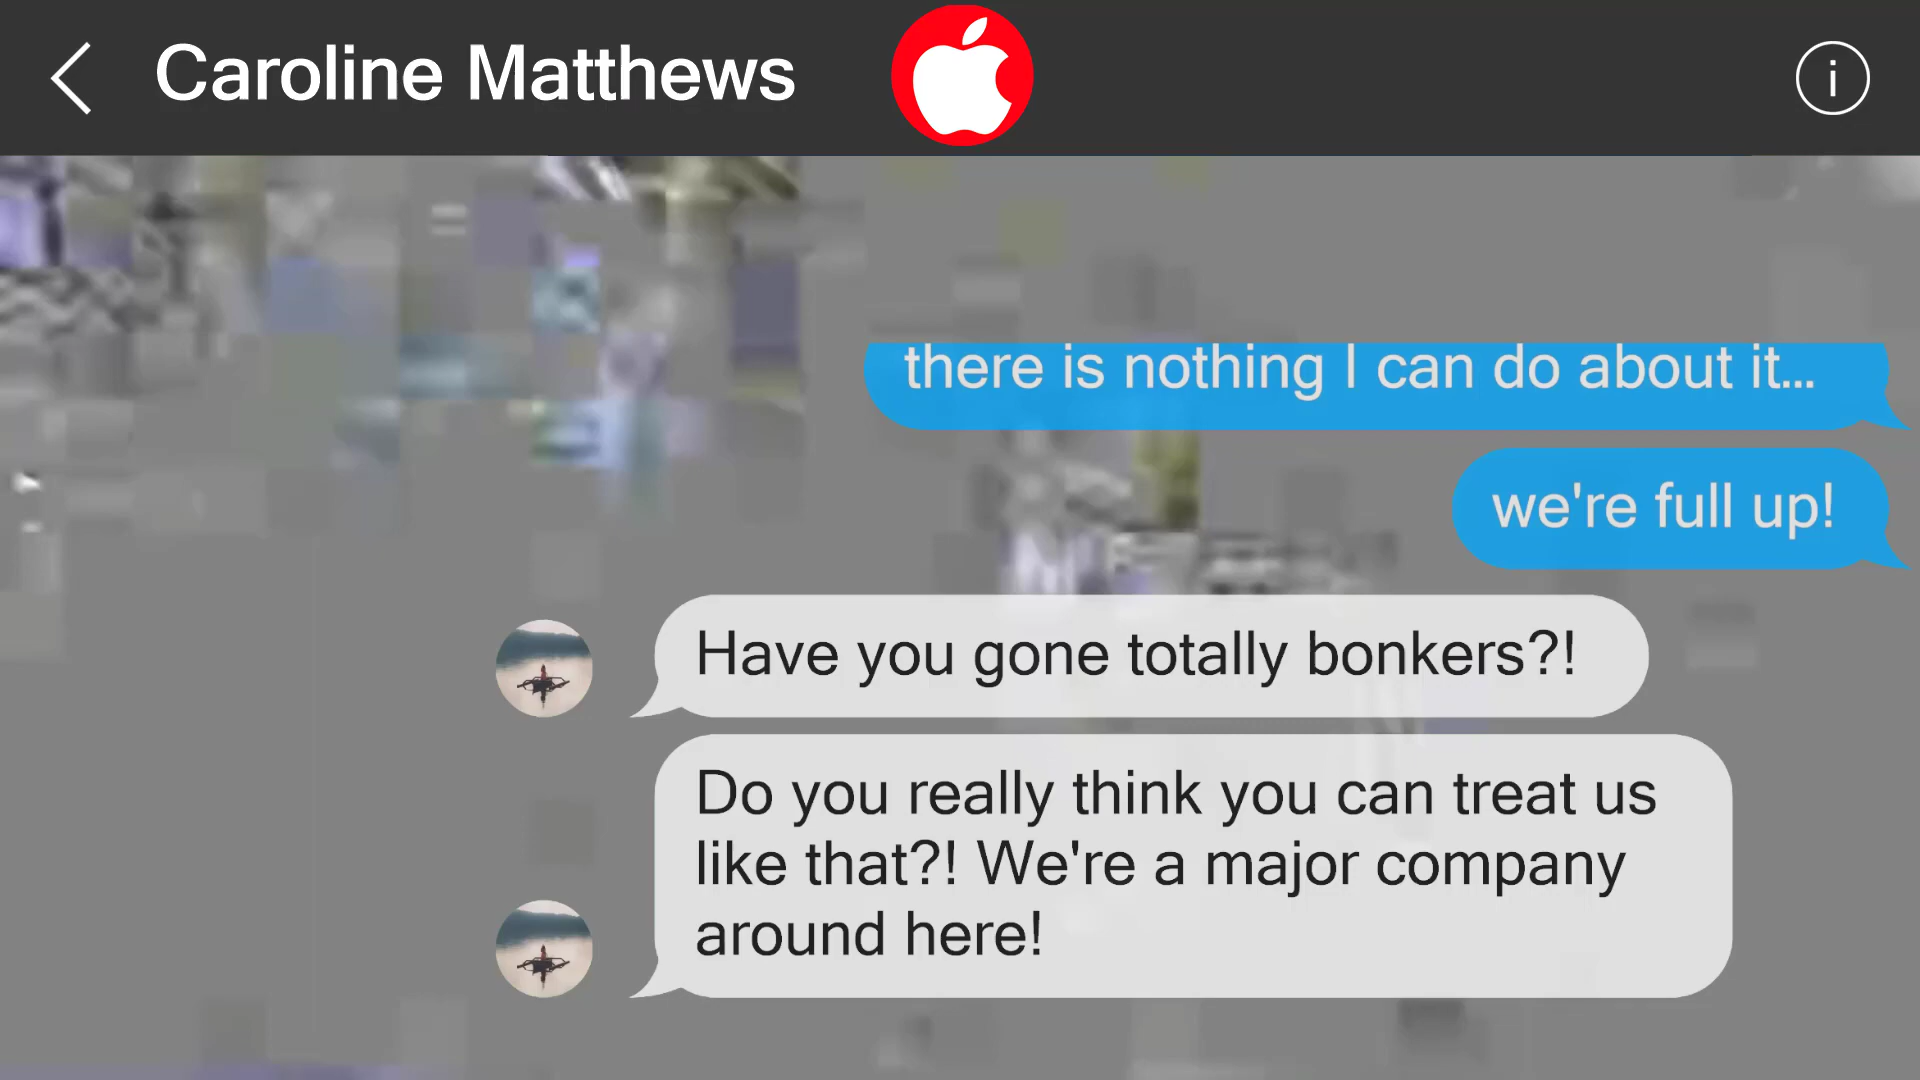 Caroline Matthews
there is nothing I can do about it...
we're full up!
Have you gone totally bonkers?!
Do you really think you can treat us
like that?! We're a major company
around here!